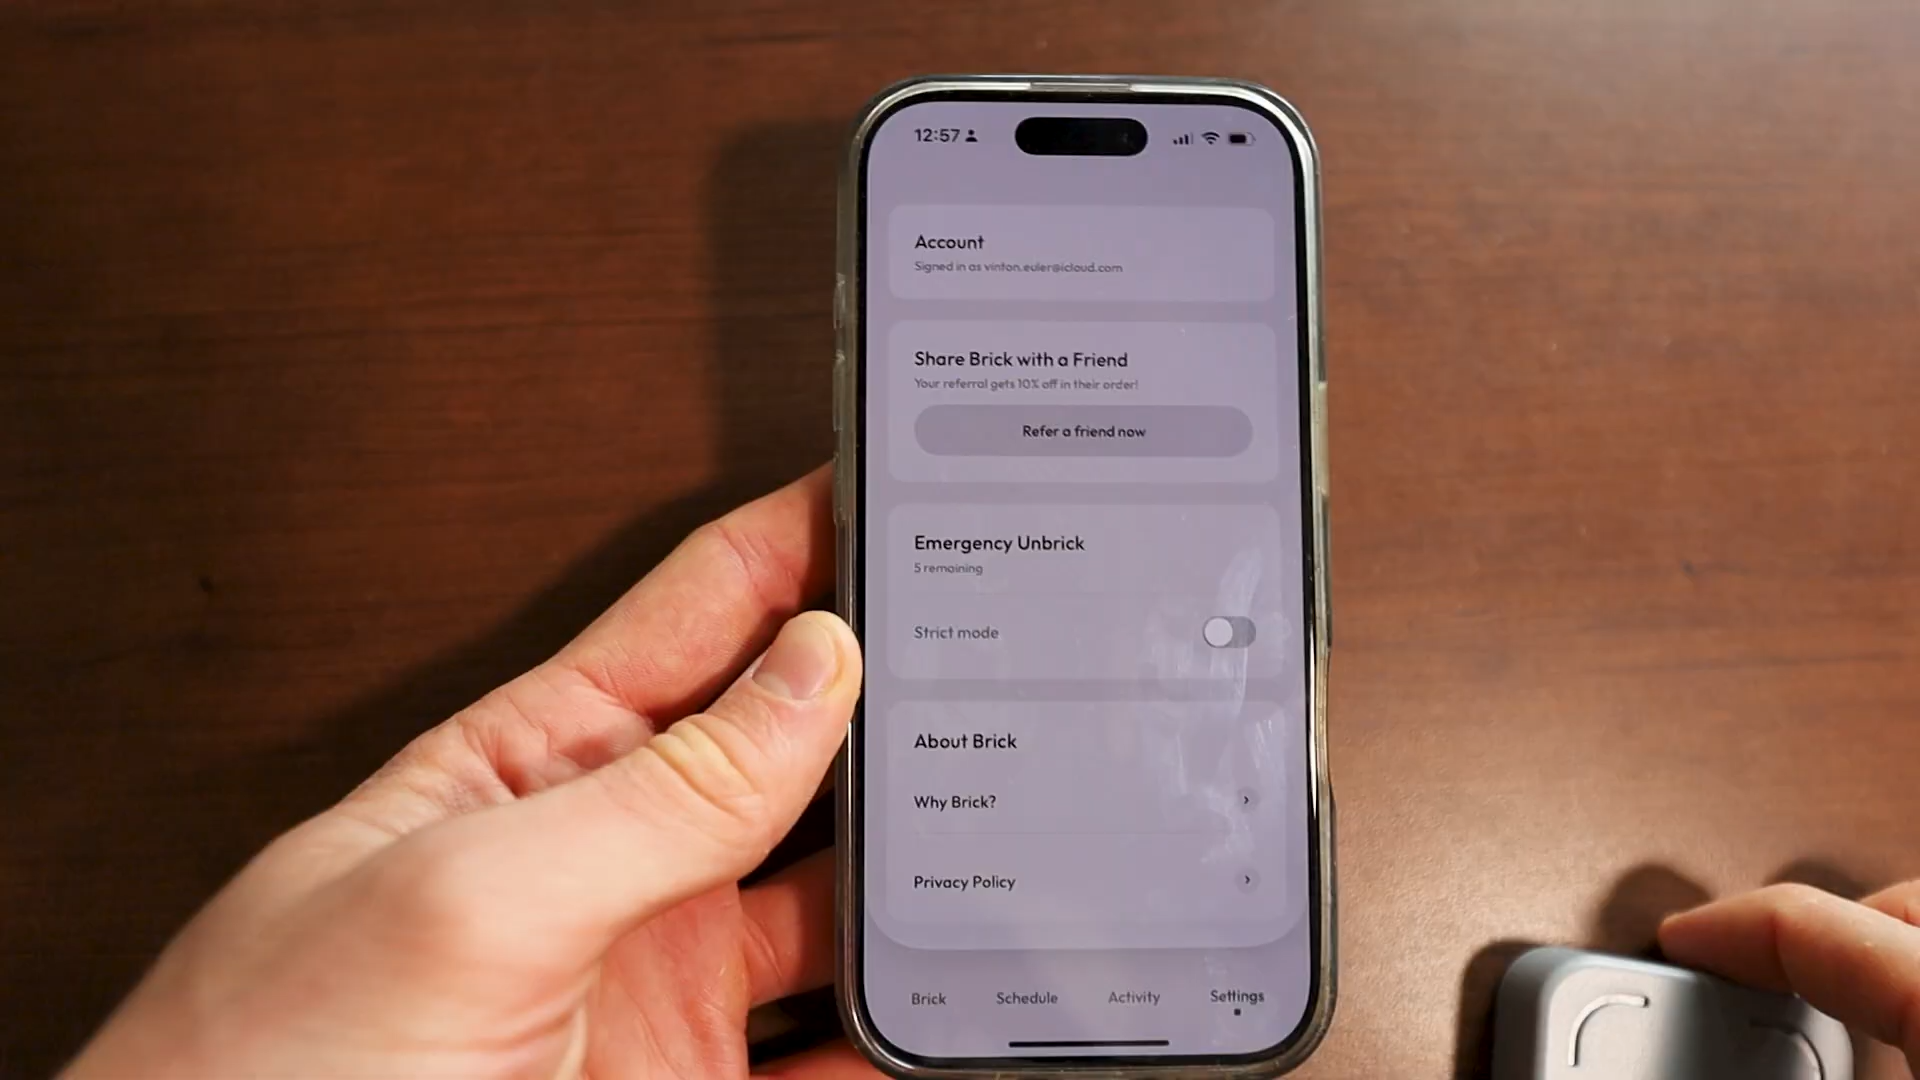 12:57
Account
Signed in as vinton.euler@icloud.com
Share Brick with a Friend
Your referral gets 10% off in their order!
Refer a friend now
Emergency Unbrick
5 remaining
Strict mode
About Brick
Why Brick?
Privacy Policy
Brick Schedule Activity Settings